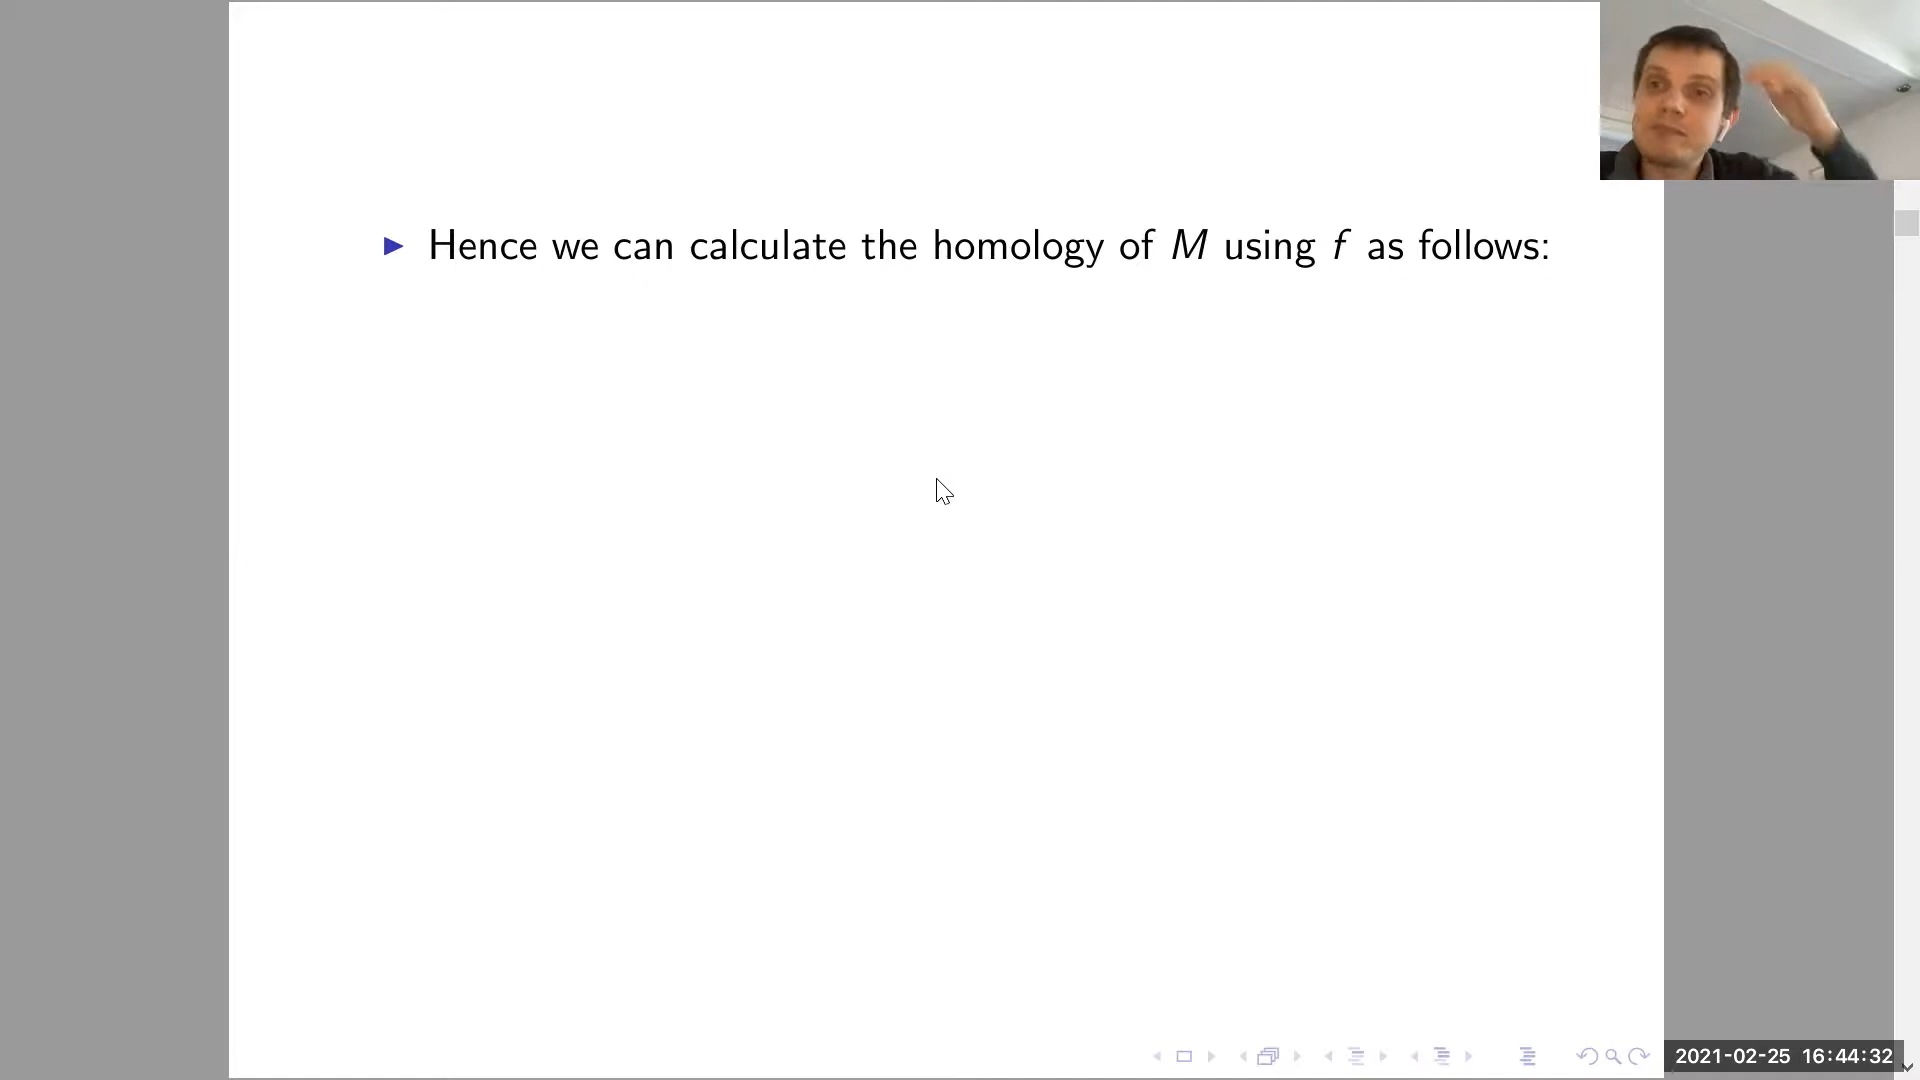 Hence we can calculate the homology of M using f as follows:
2021-02-25 16:44:32